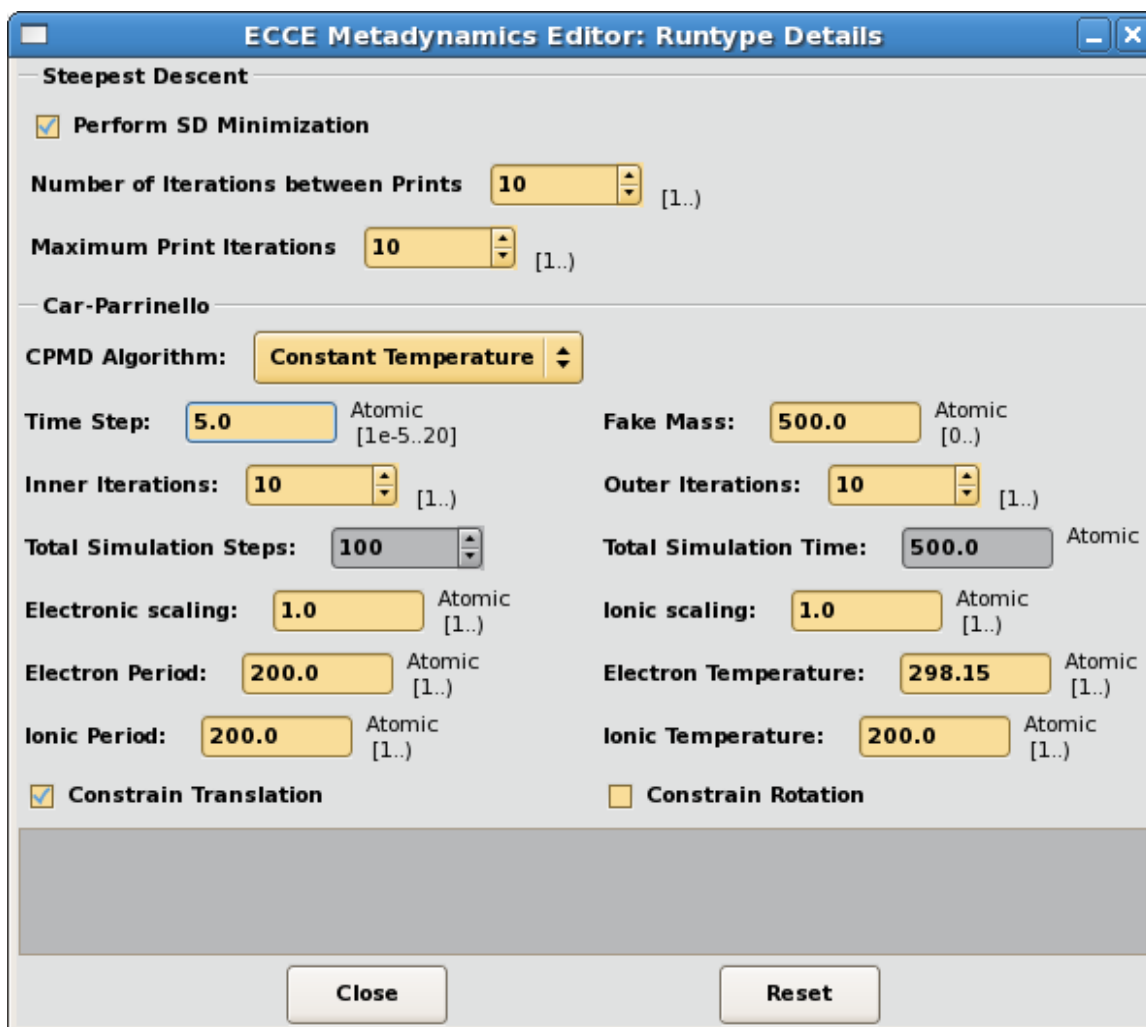 ECCE Metadynamics Editor: Runtype Details
Steepest Descent
Perform SD Minimization
Number of Iterations between Prints 10 [1..)
Maximum Print Iterations 10 [1..)
Car-Parrinello
CPMD Algorithm: Constant Temperature
Time Step: 5.0 Atomic [1e-5..20] Fake Mass: 500.0 Atomic [0..)
Inner Iterations: 10 [1..) Outer Iterations: 10 [1..)
Total Simulation Steps: 100 Total Simulation Time: 500.0 Atomic
Electronic scaling: 1.0 Atomic [1..) Ionic scaling: 1.0 Atomic [1..)
Electron Period: 200.0 Atomic [1..) Electron Temperature: 298.15 Atomic [1..)
Ionic Period: 200.0 Atomic [1..) Ionic Temperature: 200.0 Atomic [1..)
Constrain Translation Constrain Rotation
Close Reset